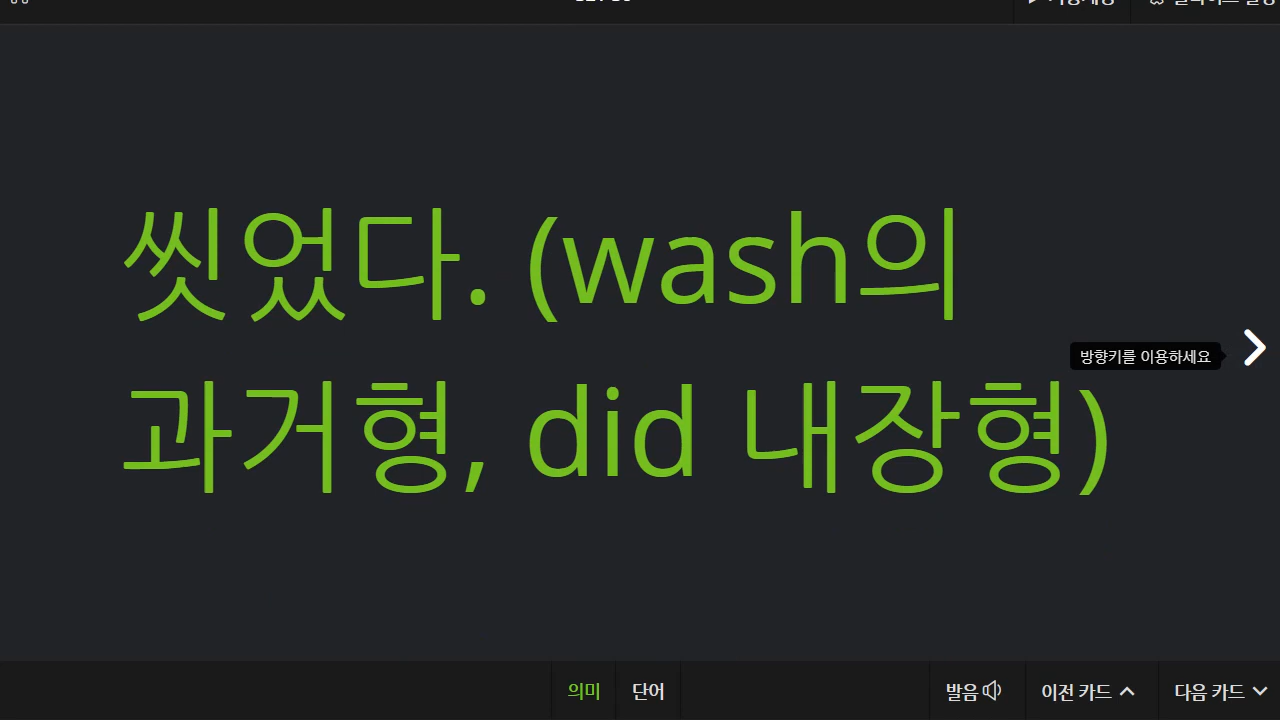 씻었다. (wash의
과거형, did 내장형)
방향키를 이용하세요
의미 단어 발음 이전 카드 다음 카드